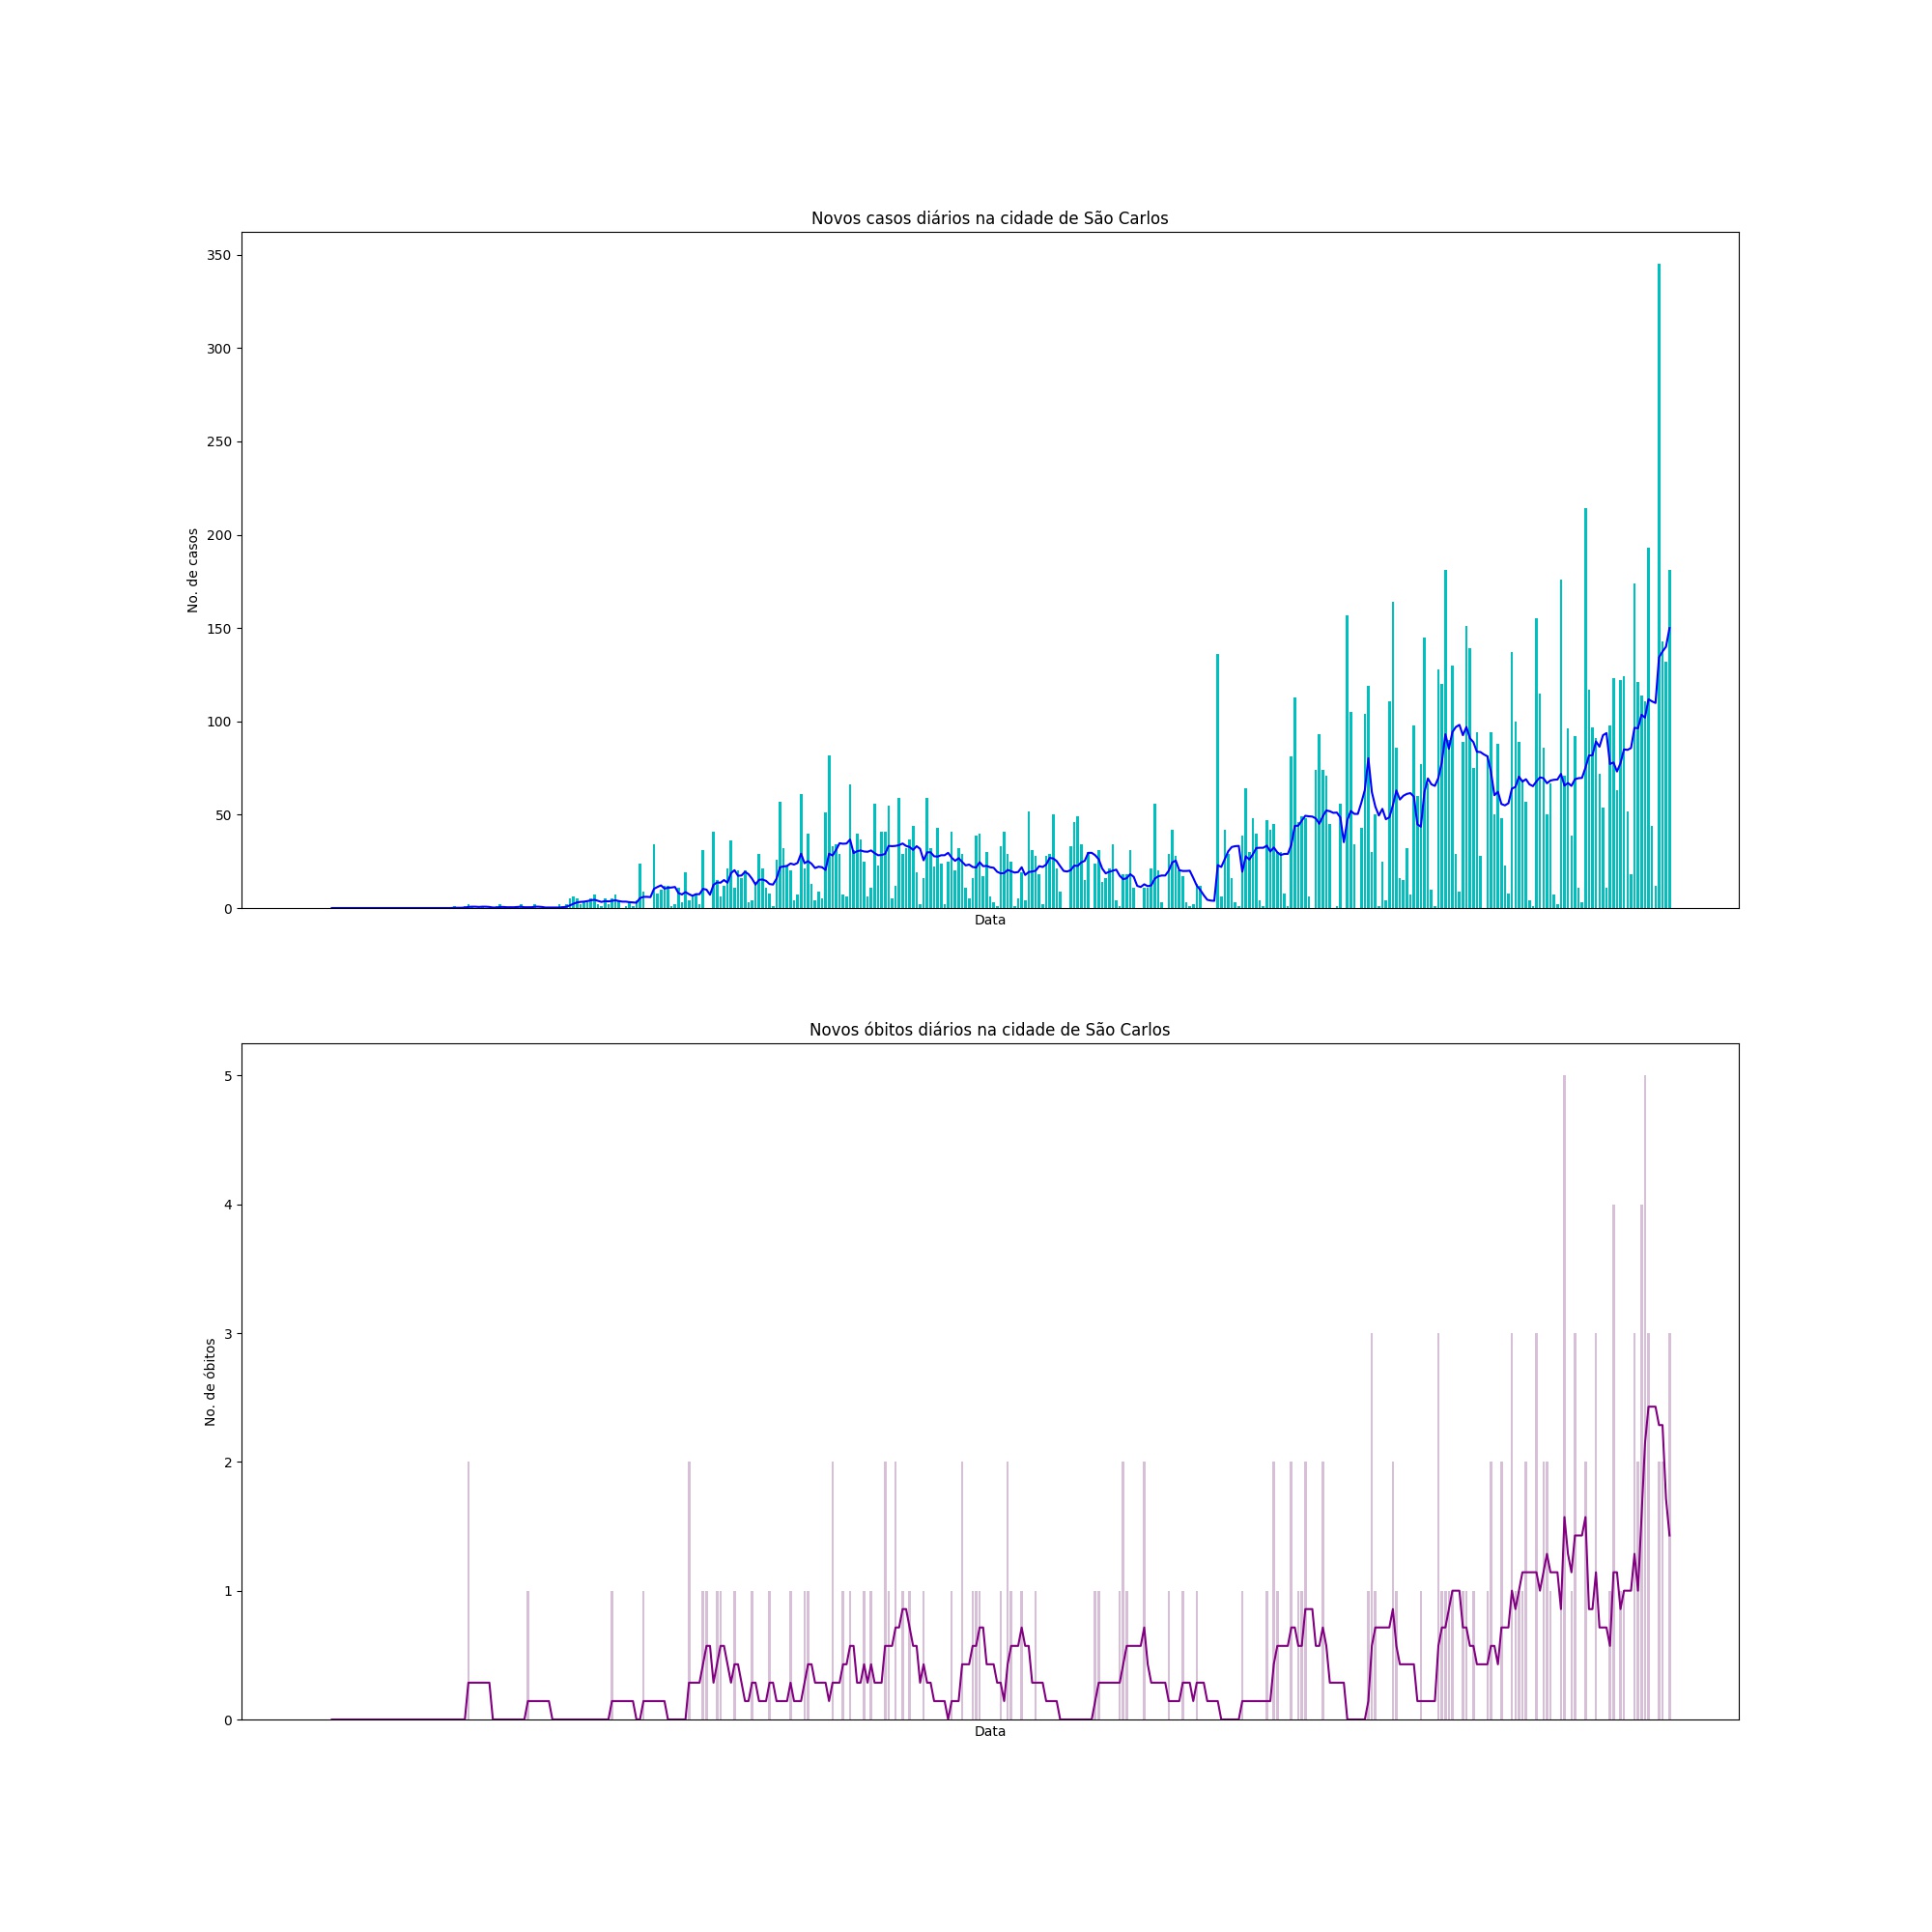 Novos casos diários na cidade de São Carlos
350
300
250
200
150
100
50
0
No. de casos
Data
Novos óbitos diários na cidade de São Carlos
5
4
3
2
1
0
No. de óbitos
Data